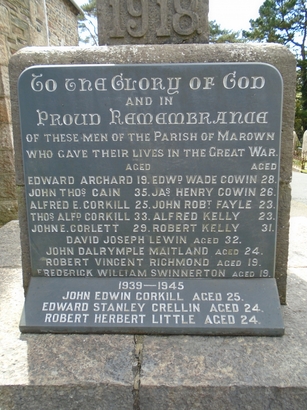 1918
To the Glory of God
and in
Proud Remembrance
of these men of the Parish of Marown
who gave their lives in the Great War.
aged aged
Edward Archard 19. Edwd Wade Cowin 29.
John Thos Cain 35. Jas Henry Cowin 26.
Alfred E. Corkill 25. John Robt Fayle 23.
Thos Alfd Corkill 33. Alfred Kelly 23.
John E. Corlett 29. Robert Kelly 31.
David Joseph Lewin aged 32.
John Dalrymple Maitland aged 24.
Robert Vincent Richmond aged 19.
Frederick William Swinnerton aged 19.
1939—1945
John Edwin Corkill aged 25.
Edward Stanley Crellin aged 24.
Robert Herbert Little aged 24.